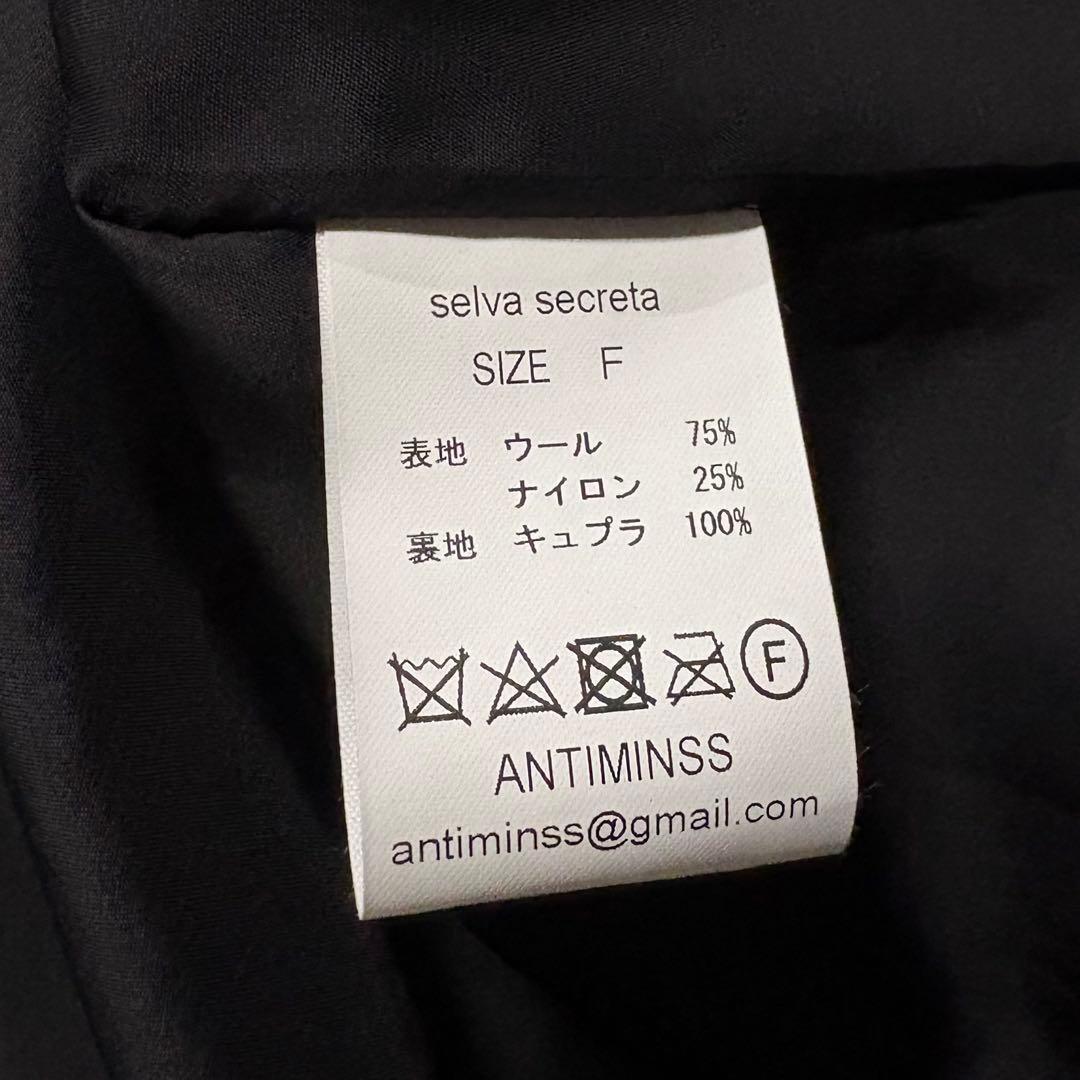 selva secreta
SIZE F
表地 ウール 75%
ナイロン 25%
裏地 キュプラ 100%
F
ANTIMINSS
antiminss@gmail.com